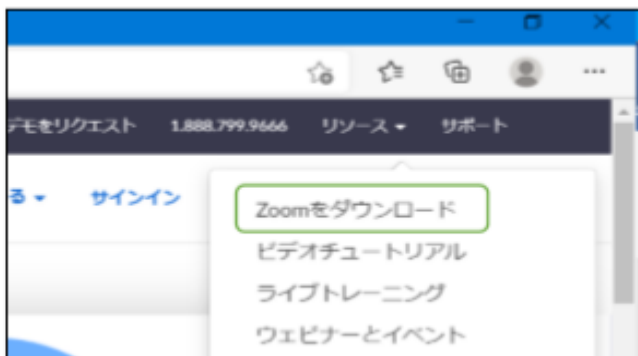 デモをリクエスト 1.888.799.9666 リソース サポート
る サインイン
Zoomをダウンロード
ビデオチュートリアル
ライブトレーニング
ウェビナーとイベント